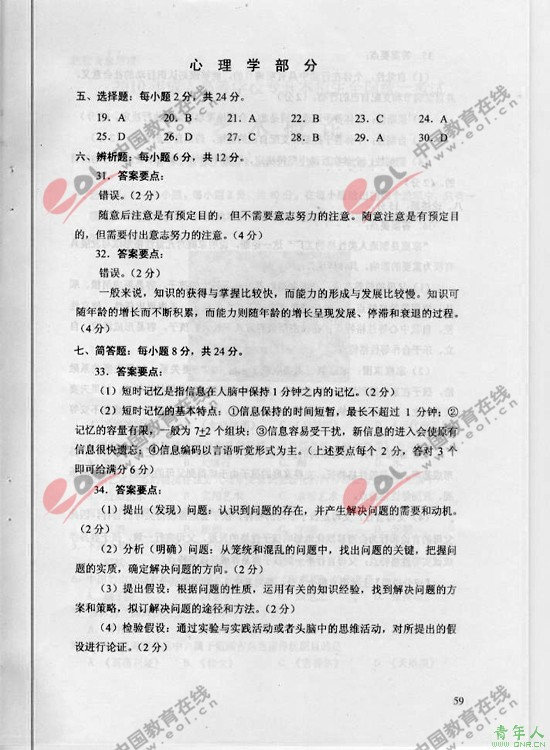 心理学部分
五、选择题：每小题2分，共24分。
19. A 20. B 21. A 22. B 23. C 24. A
25. D 26. D 27. C 28. B 29. A 30. D
六、辨析题：每小题6分，共12分。
31. 答案要点：
错误。（2分）
随意后注意是有预定目的，但不需要意志努力的注意。随意注意是有预定目
的，但需要付出意志努力的注意。（4分）
32. 答案要点：
错误。（2分）
一般来说，知识的获得与掌握比较快，而能力的形成与发展比较慢。知识可
随年龄的增长而不断积累，而能力则随年龄的增长呈现发展、停滞和衰退的过程。
（4分）
七、简答题：每小题8分，共24分。
33. 答案要点：
（1）短时记忆是指信息在人脑中保持1分钟之内的记忆。（2分）
（2）短时记忆的基本特点：①信息保持的时间短暂，最长不超过1分钟；②
记忆的容量有限，一般为7±2个组块；③信息容易受干扰，新信息的进入会使原有
信息很快遗忘；④信息编码以言语听觉形式为主。（上述要点每个2分，答对3个
即可给满分6分）
34. 答案要点：
（1）提出（发现）问题：认识到问题的存在，并产生解决问题的需要和动机。
（2分）
（2）分析（明确）问题：从笼统和混乱的问题中，找出问题的关键，把握问
题的实质，确定解决问题的方向。（2分）
（3）提出假设：根据问题的性质，运用有关的知识经验，找到解决问题的方
案和策略，拟订解决问题的途径和方法。（2分）
（4）检验假设：通过实验与实践活动或者头脑中的思维活动，对所提出的假
设进行论证。（2分）
59
中国教育在线
www.eol.cn
青年人
WWW.QNR.CN